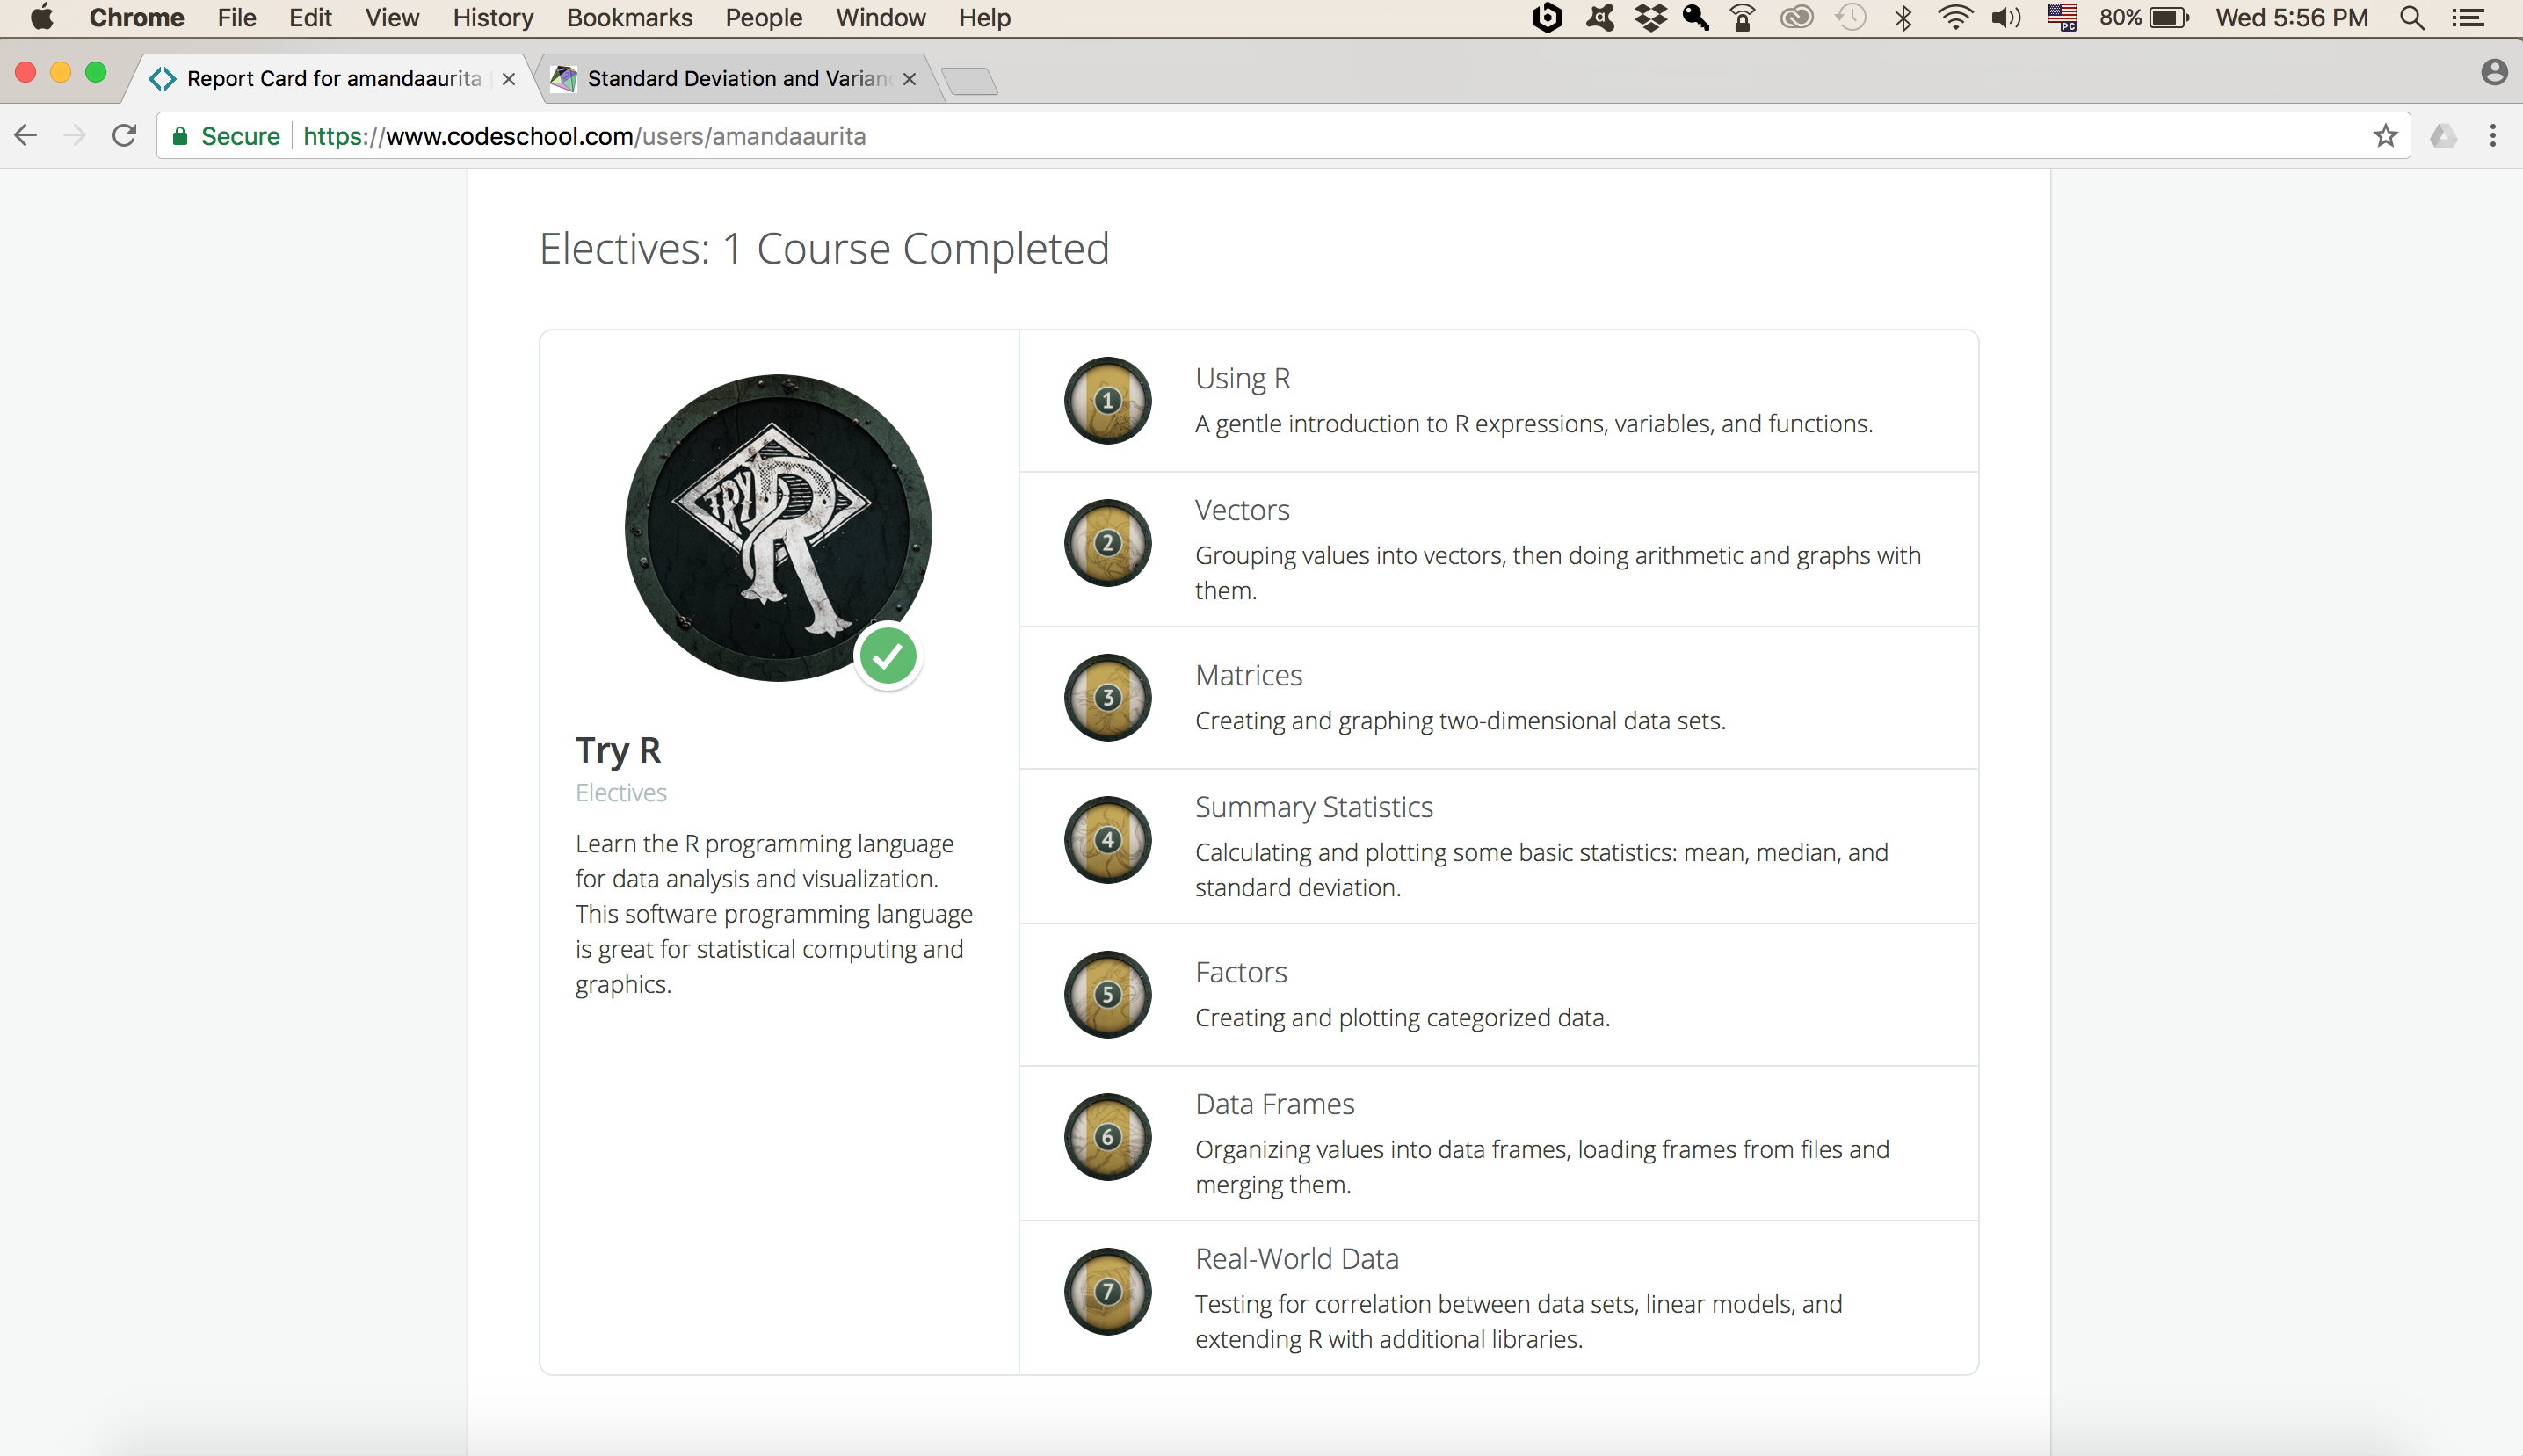 Chrome File Edit View History Bookmarks People Window Help 80% Wed 5:56 PM
Report Card for amandaaurita Standard Deviation and Varianc
Secure https://www.codeschool.com/users/amandaaurita
Electives: 1 Course Completed
TRY R
Try R
Electives
Learn the R programming language
for data analysis and visualization.
This software programming language
is great for statistical computing and
graphics.
1
Using R
A gentle introduction to R expressions, variables, and functions.
2
Vectors
Grouping values into vectors, then doing arithmetic and graphs with
them.
3
Matrices
Creating and graphing two-dimensional data sets.
4
Summary Statistics
Calculating and plotting some basic statistics: mean, median, and
standard deviation.
5
Factors
Creating and plotting categorized data.
6
Data Frames
Organizing values into data frames, loading frames from files and
merging them.
7
Real-World Data
Testing for correlation between data sets, linear models, and
extending R with additional libraries.